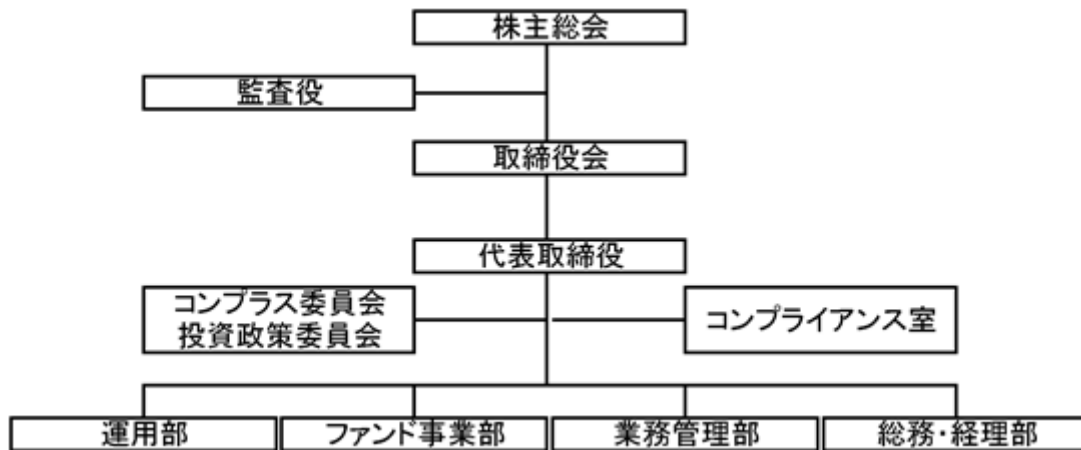 株主総会
監査役
取締役会
代表取締役
コンプラス委員会
投資政策委員会
コンプライアンス室
運用部
ファンド事業部
業務管理部
総務・経理部